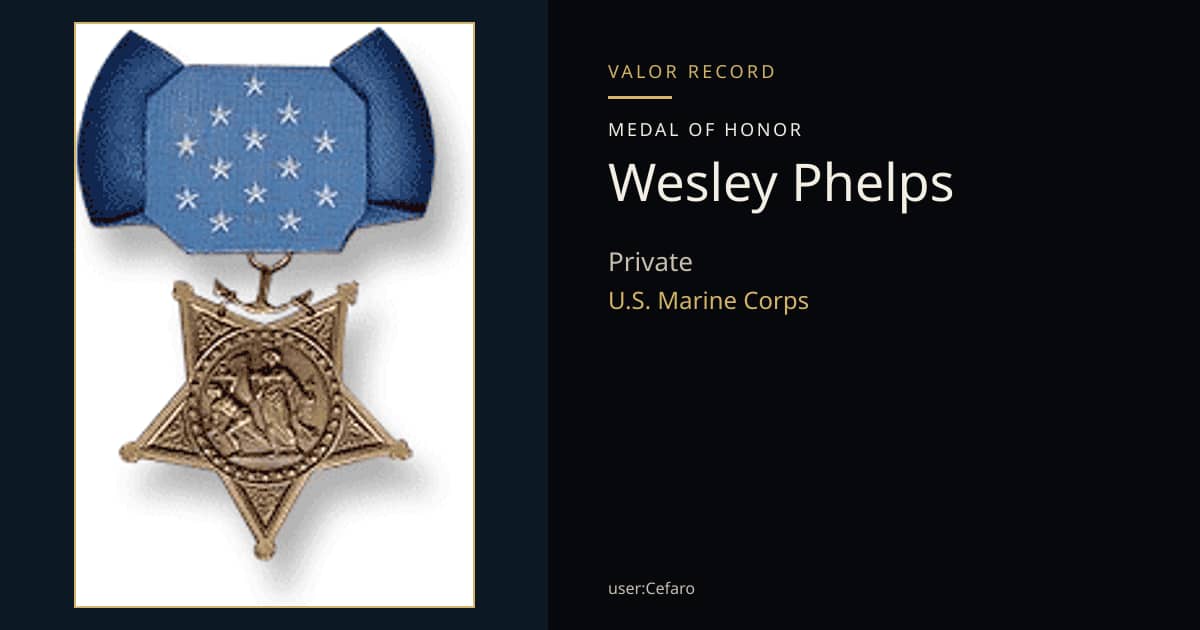 VALOR RECORD
MEDAL OF HONOR
Wesley Phelps
Private
U.S. Marine Corps
user:Cefaro